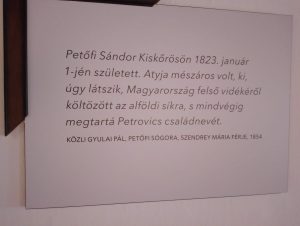 Petőfi Sándor Kiskőrösön 1823. január
1-jén született. Atyja mészáros volt, ki,
úgy látszik, Magyarország felső vidékéről
költözött az alföldi síkra, s mindvégig
megtartá Petrovics családnevét.
KÖZLI GYULAI PÁL, PETŐFI SÓGORA, SZENDREY MÁRIA FÉRJE, 1854